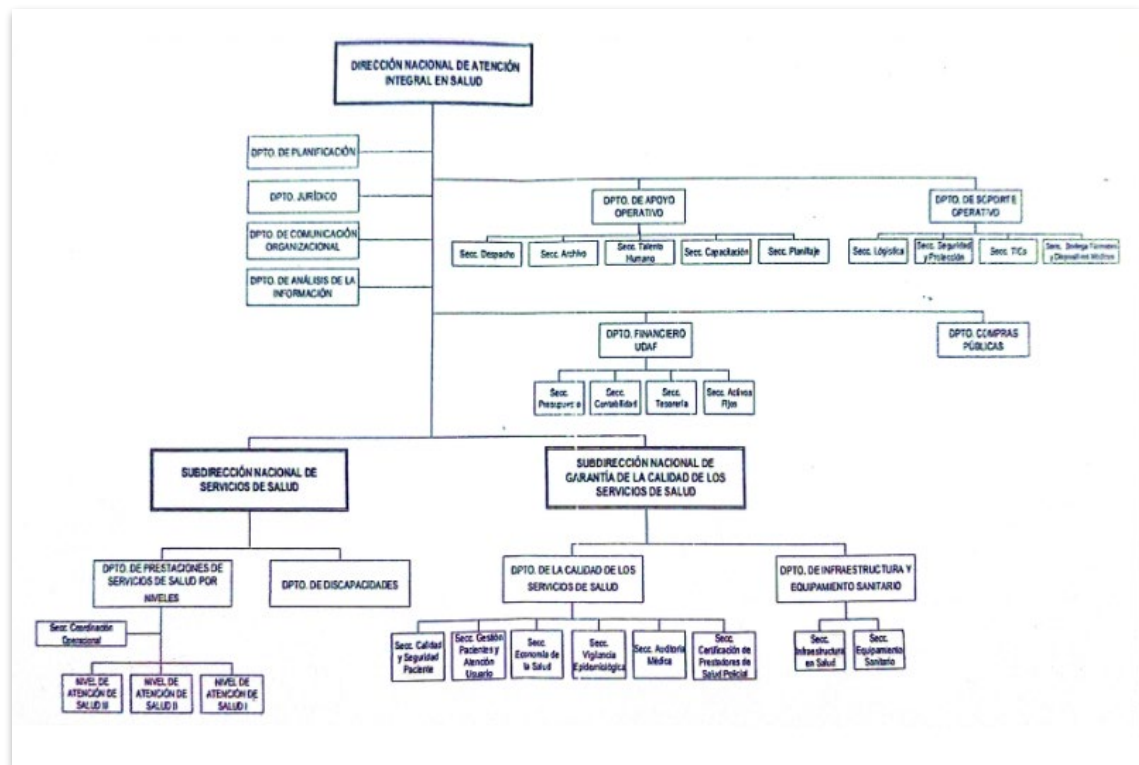 DIRECCIÓN NACIONAL DE ATENCIÓN
INTEGRAL EN SALUD
DPTO. DE PLANIFICACIÓN
DPTO. JURÍDICO
DPTO. DE COMUNICACIÓN
ORGANIZACIONAL
DPTO. DE ANÁLISIS DE LA
INFORMACIÓN
DPTO. DE APOYO
OPERATIVO
DPTO. DE SOPORTE
OPERATIVO
Secc. Despacho
Secc. Archivo
Secc. Talento
Humano
Secc. Capacitación
Secc. Planillaje
Secc. Logística
Secc. Seguridad
y Protección
Secc. TICs
Secc. Bodega
y Dispositivos Médicos
DPTO. FINANCIERO
UDAF
DPTO. COMPRAS
PÚBLICAS
Secc.
Presupuesto
Secc.
Contabilidad
Secc.
Tesorería
Secc. Activos
Fijos
SUBDIRECCIÓN NACIONAL DE
SERVICIOS DE SALUD
SUBDIRECCIÓN NACIONAL DE
GARANTÍA DE LA CALIDAD DE LOS
SERVICIOS DE SALUD
DPTO. DE PRESTACIONES DE
SERVICIOS DE SALUD POR
NIVELES
DPTO. DE DISCAPACIDADES
Secc. Coordinación
Operacional
NIVEL DE
ATENCIÓN DE
SALUD III
NIVEL DE
ATENCIÓN DE
SALUD II
NIVEL DE
ATENCIÓN DE
SALUD I
DPTO. DE LA CALIDAD DE LOS
SERVICIOS DE SALUD
DPTO. DE INFRAESTRUCTURA Y
EQUIPAMIENTO SANITARIO
Secc. Calidad
y Seguridad
Paciente
Secc. Gestión
Pacientes y
Atención
Usuario
Secc.
Economía de
la Salud
Secc.
Vigilancia
Epidemiológica
Secc. Auditoría
Médica
Secc.
Certificación de
Prestadores de
Salud Policial
Secc.
Infraestructura
en Salud
Secc.
Equipamiento
Sanitario